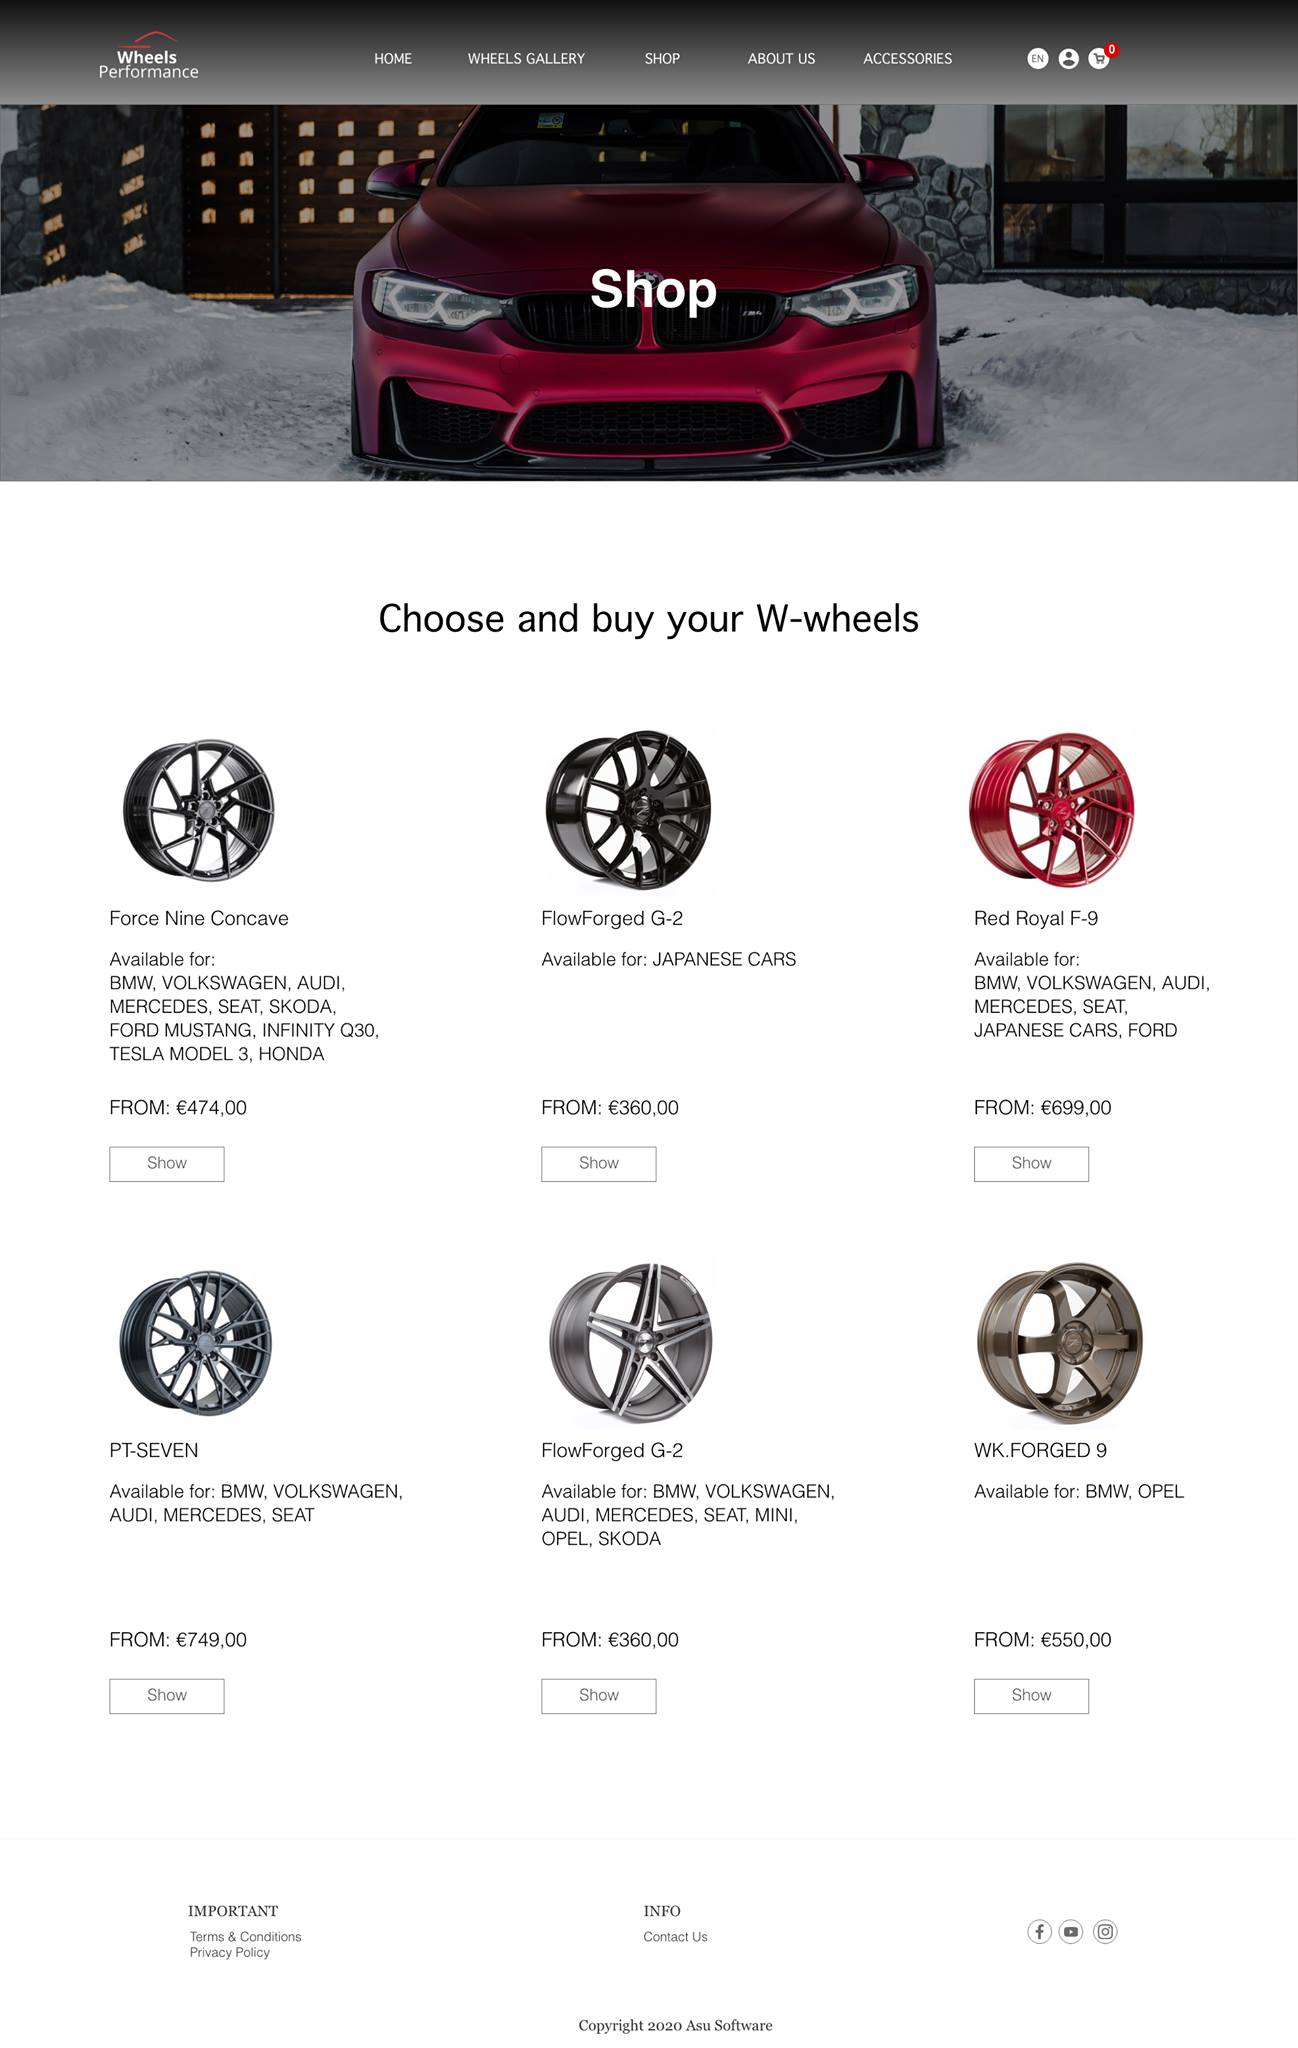 Wheels
Performance
HOME
WHEELS GALLERY
SHOP
ABOUT US
ACCESSORIES
EN
0
Shop
Choose and buy your W-wheels
Force Nine Concave
Available for:
BMW, VOLKSWAGEN, AUDI,
MERCEDES, SEAT, SKODA,
FORD MUSTANG, INFINITY Q30,
TESLA MODEL 3, HONDA
FROM: €474,00
Show
FlowForged G-2
Available for: JAPANESE CARS
FROM: €360,00
Show
Red Royal F-9
Available for:
BMW, VOLKSWAGEN, AUDI,
MERCEDES, SEAT,
JAPANESE CARS, FORD
FROM: €699,00
Show
PT-SEVEN
Available for: BMW, VOLKSWAGEN,
AUDI, MERCEDES, SEAT
FROM: €749,00
Show
FlowForged G-2
Available for: BMW, VOLKSWAGEN,
AUDI, MERCEDES, SEAT, MINI,
OPEL, SKODA
FROM: €360,00
Show
WK.FORGED 9
Available for: BMW, OPEL
FROM: €550,00
Show
IMPORTANT
Terms & Conditions
Privacy Policy
INFO
Contact Us
Copyright 2020 Asu Software